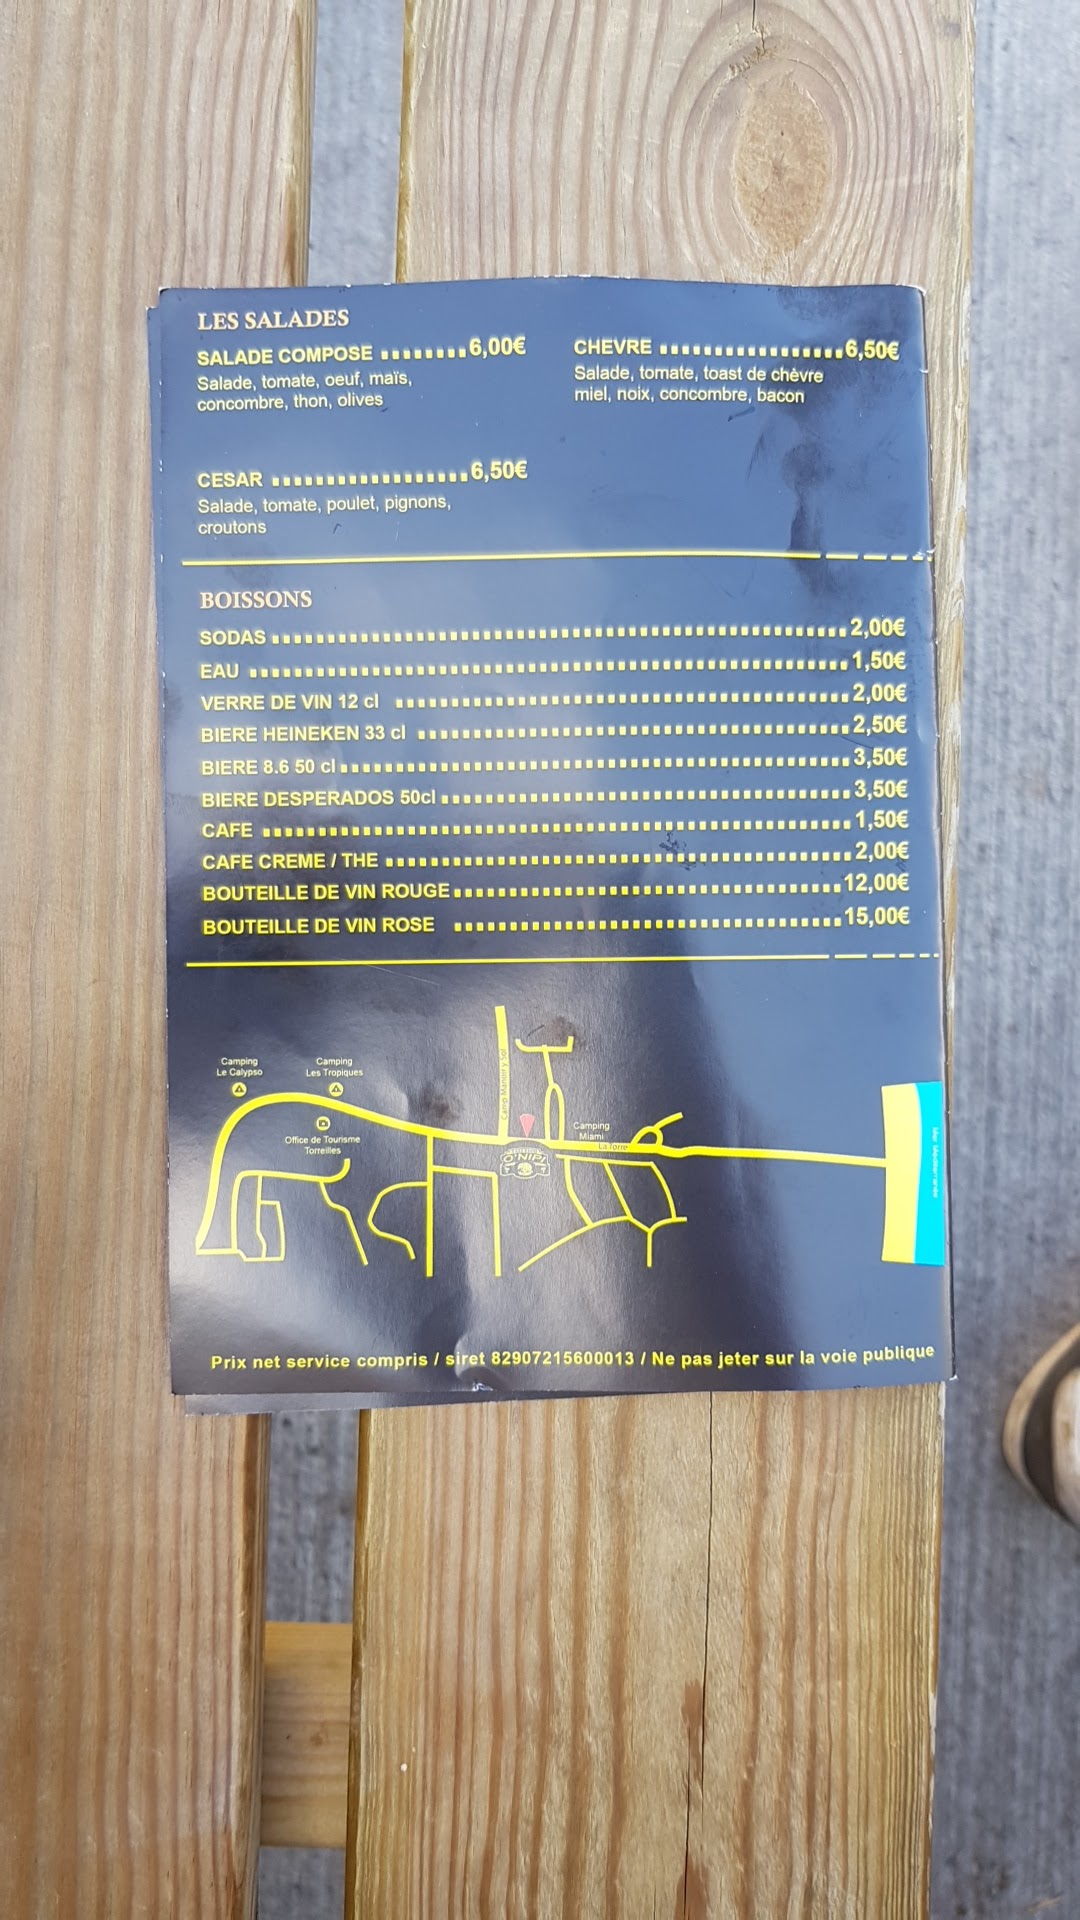 LES SALADES
SALADE COMPOSE ........ 6,00€
Salade, tomate, oeuf, maïs,
concombre, thon, olives
CHEVRE ................. 6,50€
Salade, tomate, toast de chèvre
miel, noix, concombre, bacon
CESAR .................. 6,50€
Salade, tomate, poulet, pignons,
croutons
BOISSONS
SODAS 2,00€
EAU 1,50€
VERRE DE VIN 12 cl 2,00€
BIERE HEINEKEN 33 cl 2,50€
BIERE 8.6 50 cl 3,50€
BIERE DESPERADOS 50cl 3,50€
CAFE 1,50€
CAFE CREME / THE 2,00€
BOUTEILLE DE VIN ROUGE 12,00€
BOUTEILLE DE VIN ROSE 15,00€
Camping
Le Calypso
Camping
Les Tropiques
Office de Tourisme
Torreilles
Camping
Miami
La Torre
O'NIPI
Mer Méditerranée
Prix net service compris / siret 82907215600013 / Ne pas jeter sur la voie publique